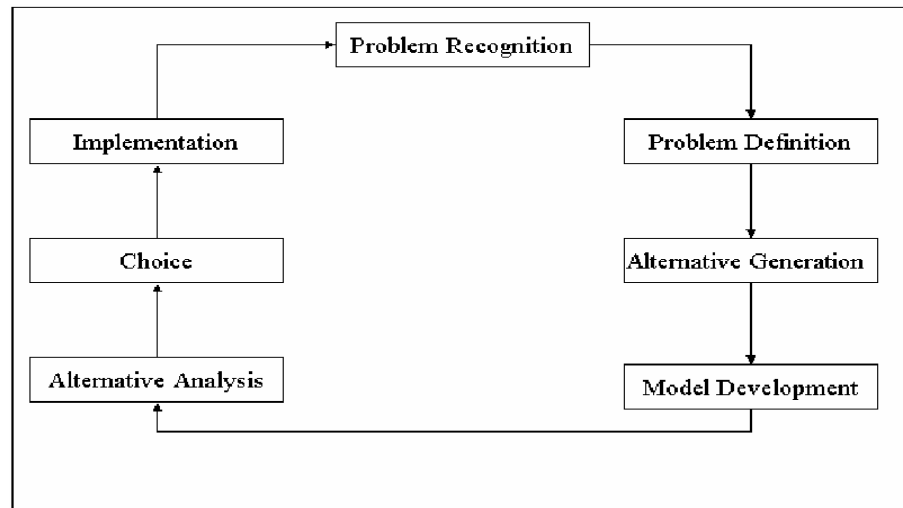 Problem Recognition
Implementation
Problem Definition
Choice
Alternative Generation
Alternative Analysis
Model Development